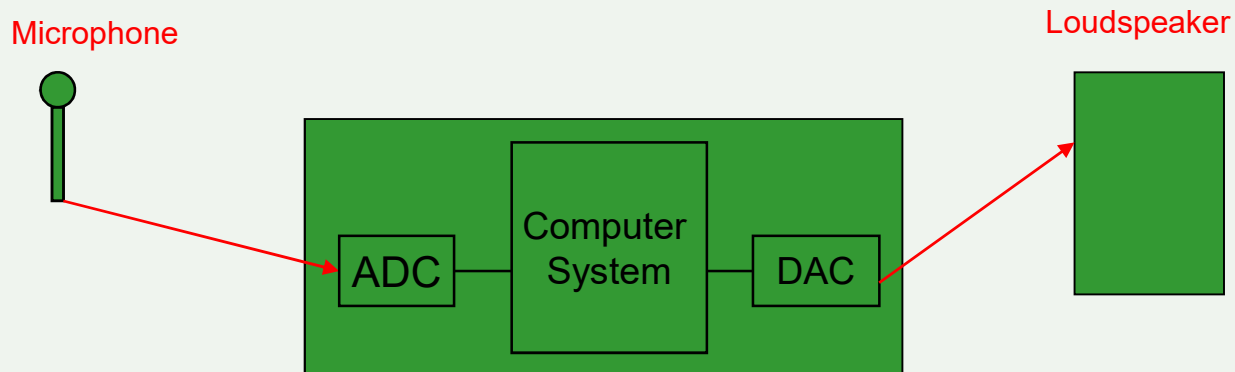 Microphone
Loudspeaker
ADC
Computer
System
DAC